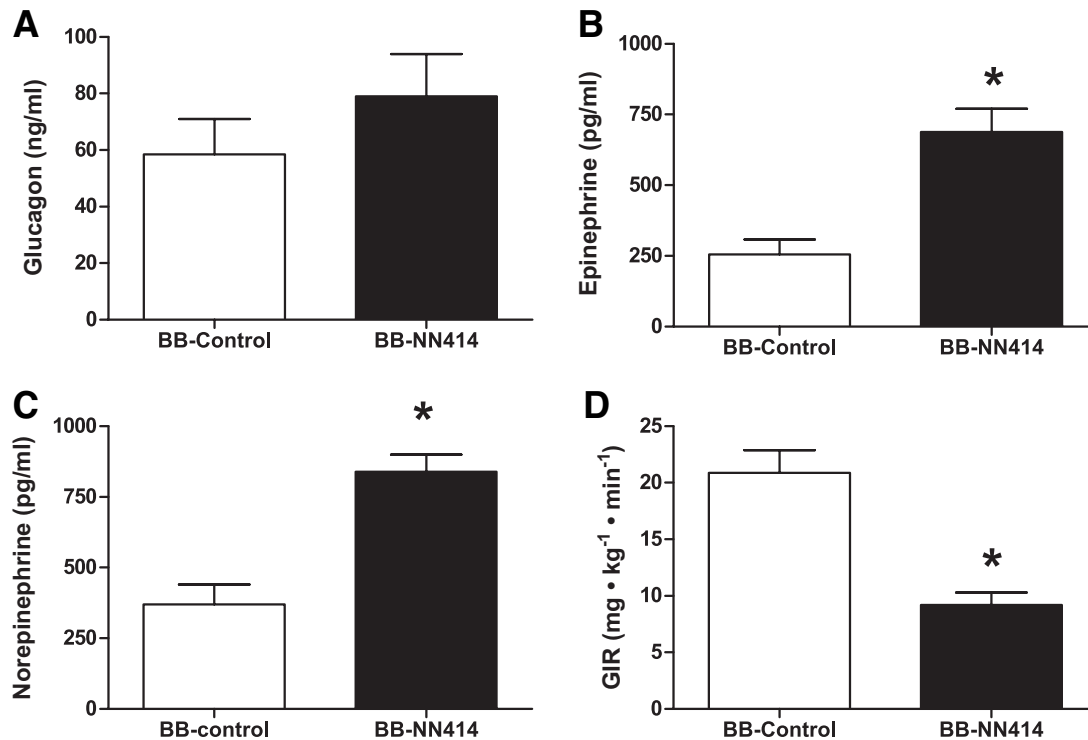 A
Glucagon (ng/ml)
100
80
60
40
20
0
BB-Control
BB-NN414
B
Epinephrine (pg/ml)
1000
750
500
250
0
*
BB-Control
BB-NN414
C
Norepinephrine (pg/ml)
1000
750
500
250
0
*
BB-control
BB-NN414
D
GIR (mg • kg⁻¹ • min⁻¹)
25
20
15
10
5
0
*
BB-Control
BB-NN414